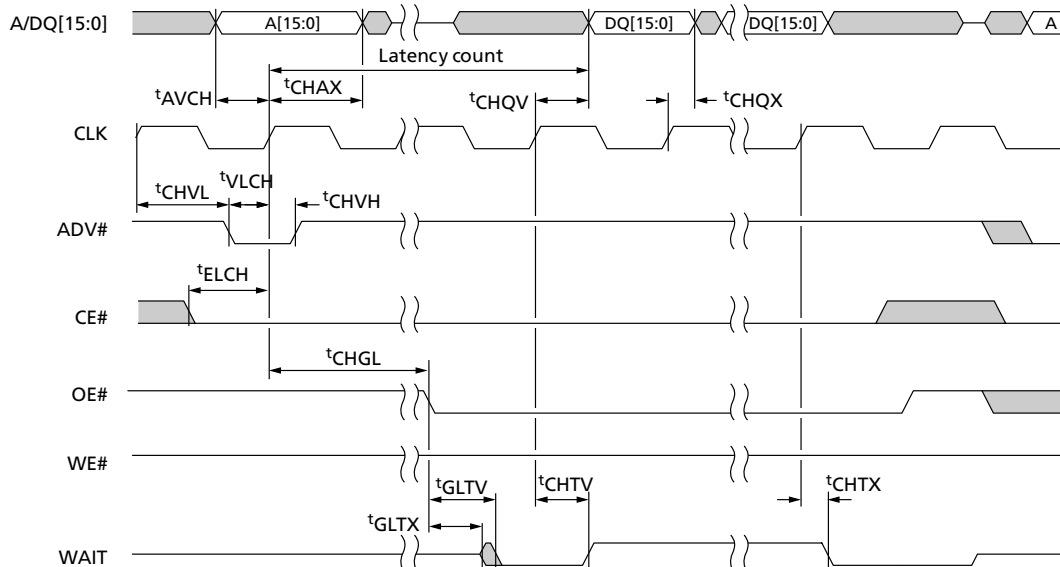 A/DQ[15:0] A[15:0] DQ[15:0] DQ[15:0] A
Latency count
tAVCH tCHAX tCHQV tCHQX
CLK
tCHVL tVLCH tCHVH
ADV#
tELCH
CE#
tCHGL
OE#
WE#
tGLTV tCHTV tCHTX
tGLTX
WAIT